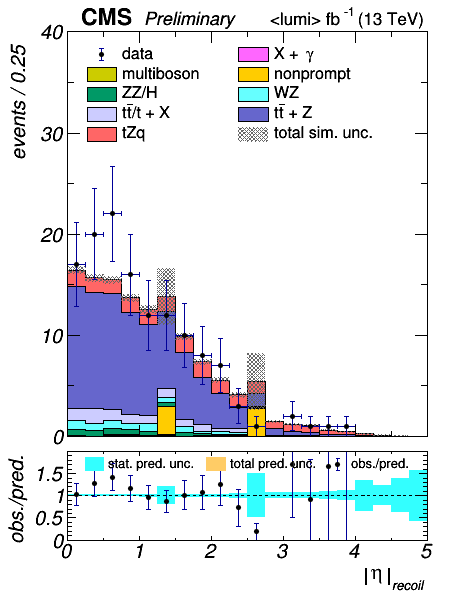 CMS Preliminary <lumi> fb⁻¹ (13 TeV)
events / 0.25
40
30
20
10
0
data
multiboson
ZZ/H
tt̄/t + X
tZq
X + γ
nonprompt
WZ
tt̄ + Z
total sim. unc.
obs./pred.
1.5
1
0.5
0
stat. pred. unc. total pred. unc. obs./pred.
0 1 2 3 4 5
|η|recoil